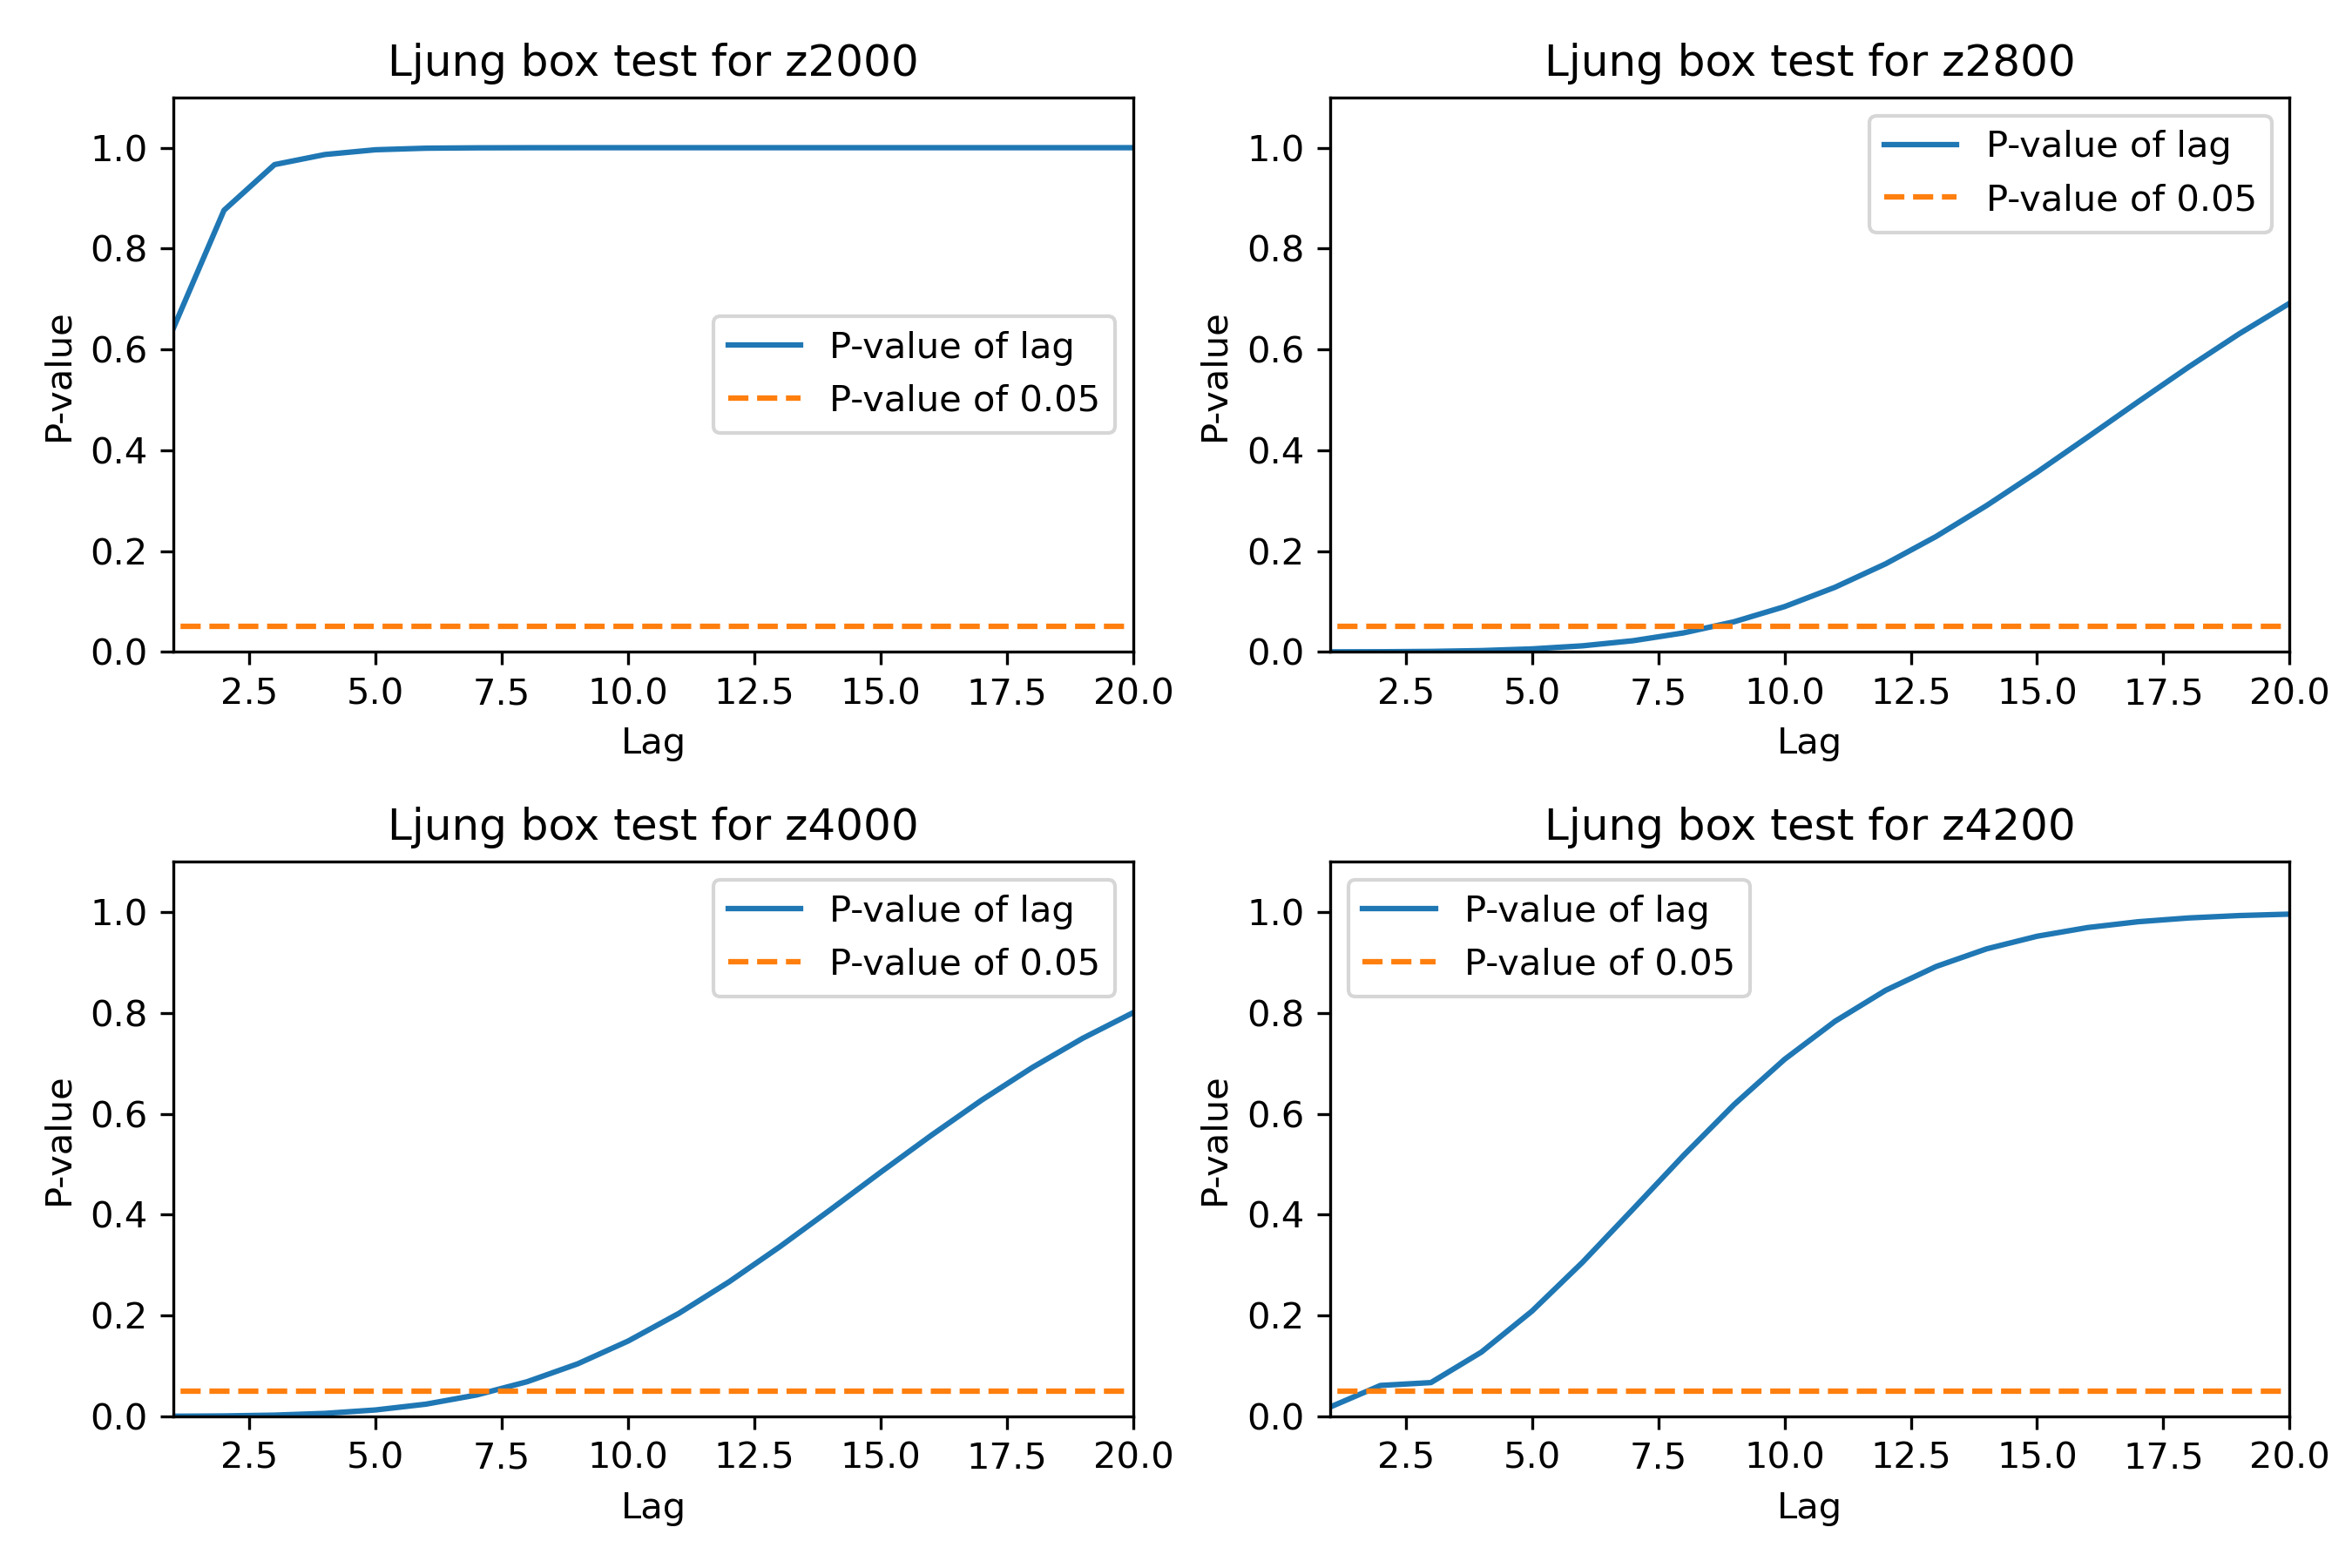 Ljung box test for z2000
1.0
0.8
0.6
0.4
0.2
0.0
P-value
P-value of lag
P-value of 0.05
2.5 5.0 7.5 10.0 12.5 15.0 17.5 20.0
Lag
Ljung box test for z2800
1.0
0.8
0.6
0.4
0.2
0.0
P-value
P-value of lag
P-value of 0.05
2.5 5.0 7.5 10.0 12.5 15.0 17.5 20.0
Lag
Ljung box test for z4000
1.0
0.8
0.6
0.4
0.2
0.0
P-value
P-value of lag
P-value of 0.05
2.5 5.0 7.5 10.0 12.5 15.0 17.5 20.0
Lag
Ljung box test for z4200
1.0
0.8
0.6
0.4
0.2
0.0
P-value
P-value of lag
P-value of 0.05
2.5 5.0 7.5 10.0 12.5 15.0 17.5 20.0
Lag